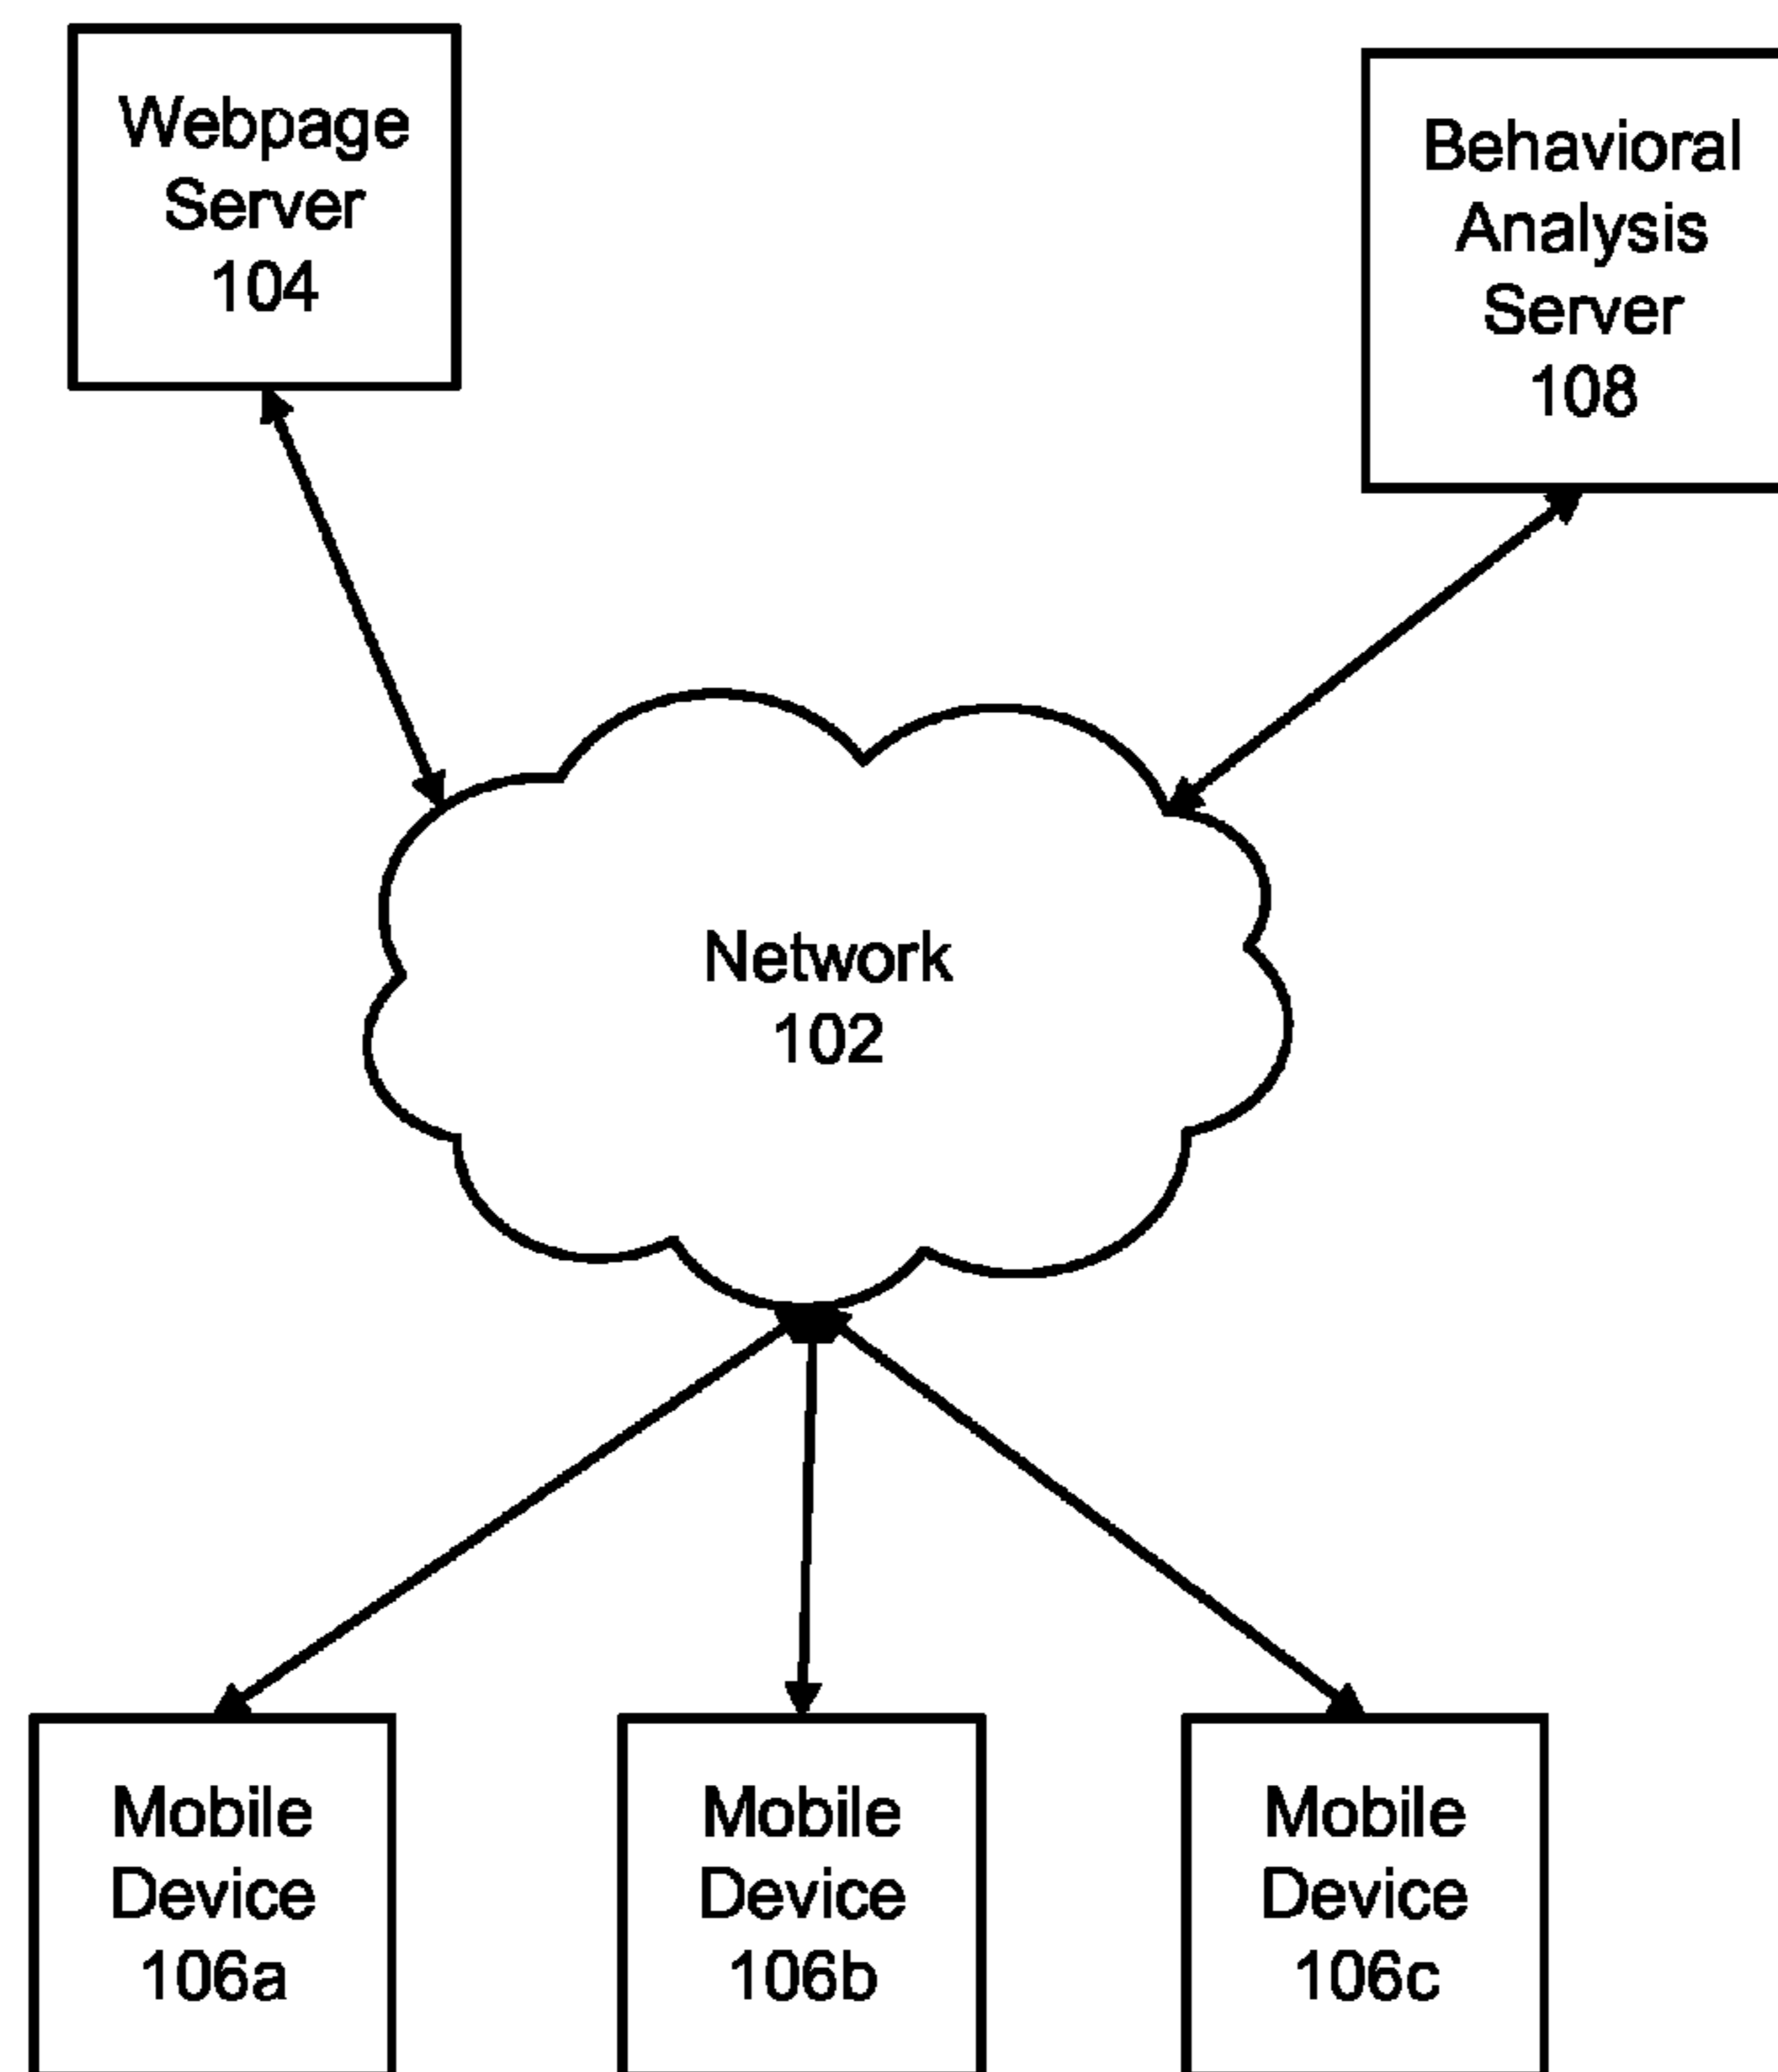 Webpage
Server
104
Behavioral
Analysis
Server
108
Network
102
Mobile
Device
106a
Mobile
Device
106b
Mobile
Device
106c